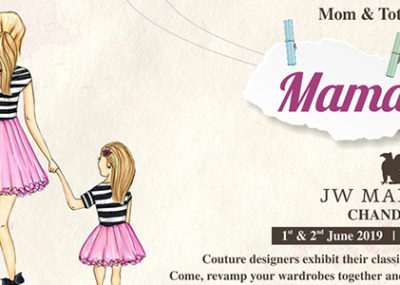 Mom & Tot
Mama
JW MA
CHAND
1st & 2nd June 2019 |
Couture designers exhibit their classi
Come, revamp your wardrobes together and